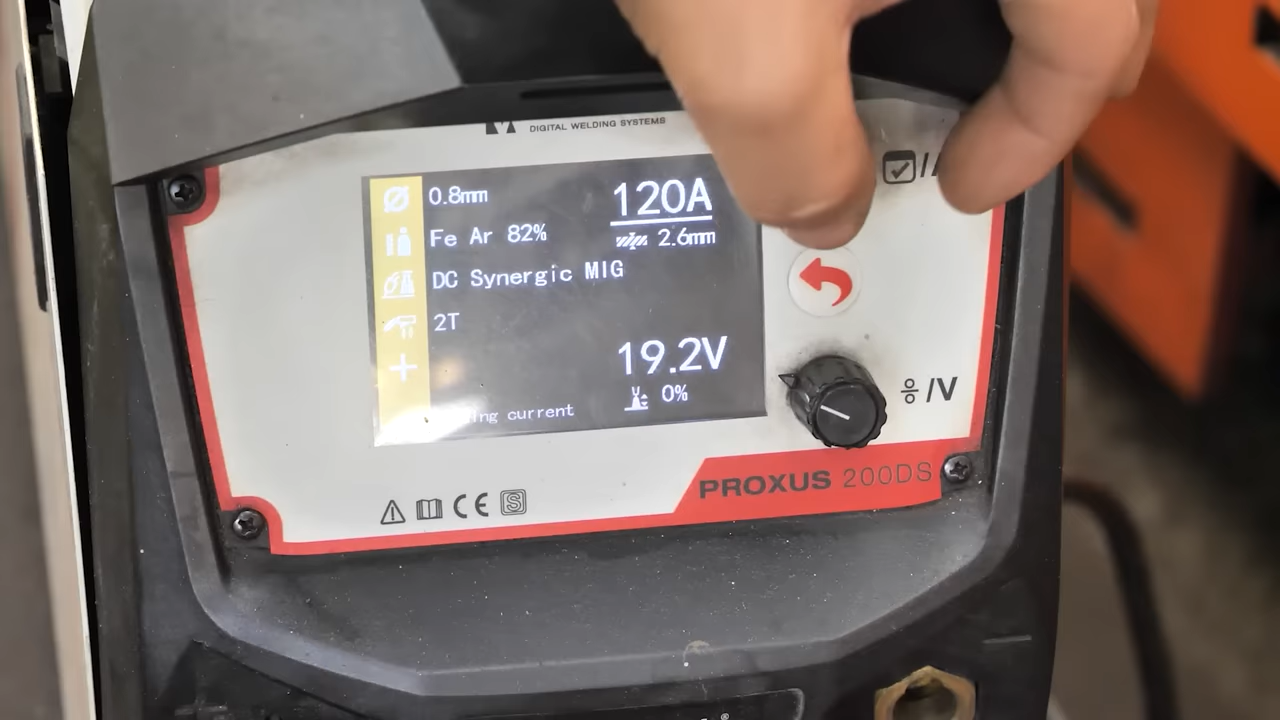 DIGITAL WELDING SYSTEMS
0.8mm
120A
Fe Ar 82%
2.6mm
DC Synergic MIG
2T
19.2V
0%
current
/V
PROXUS 200DS
CE
S